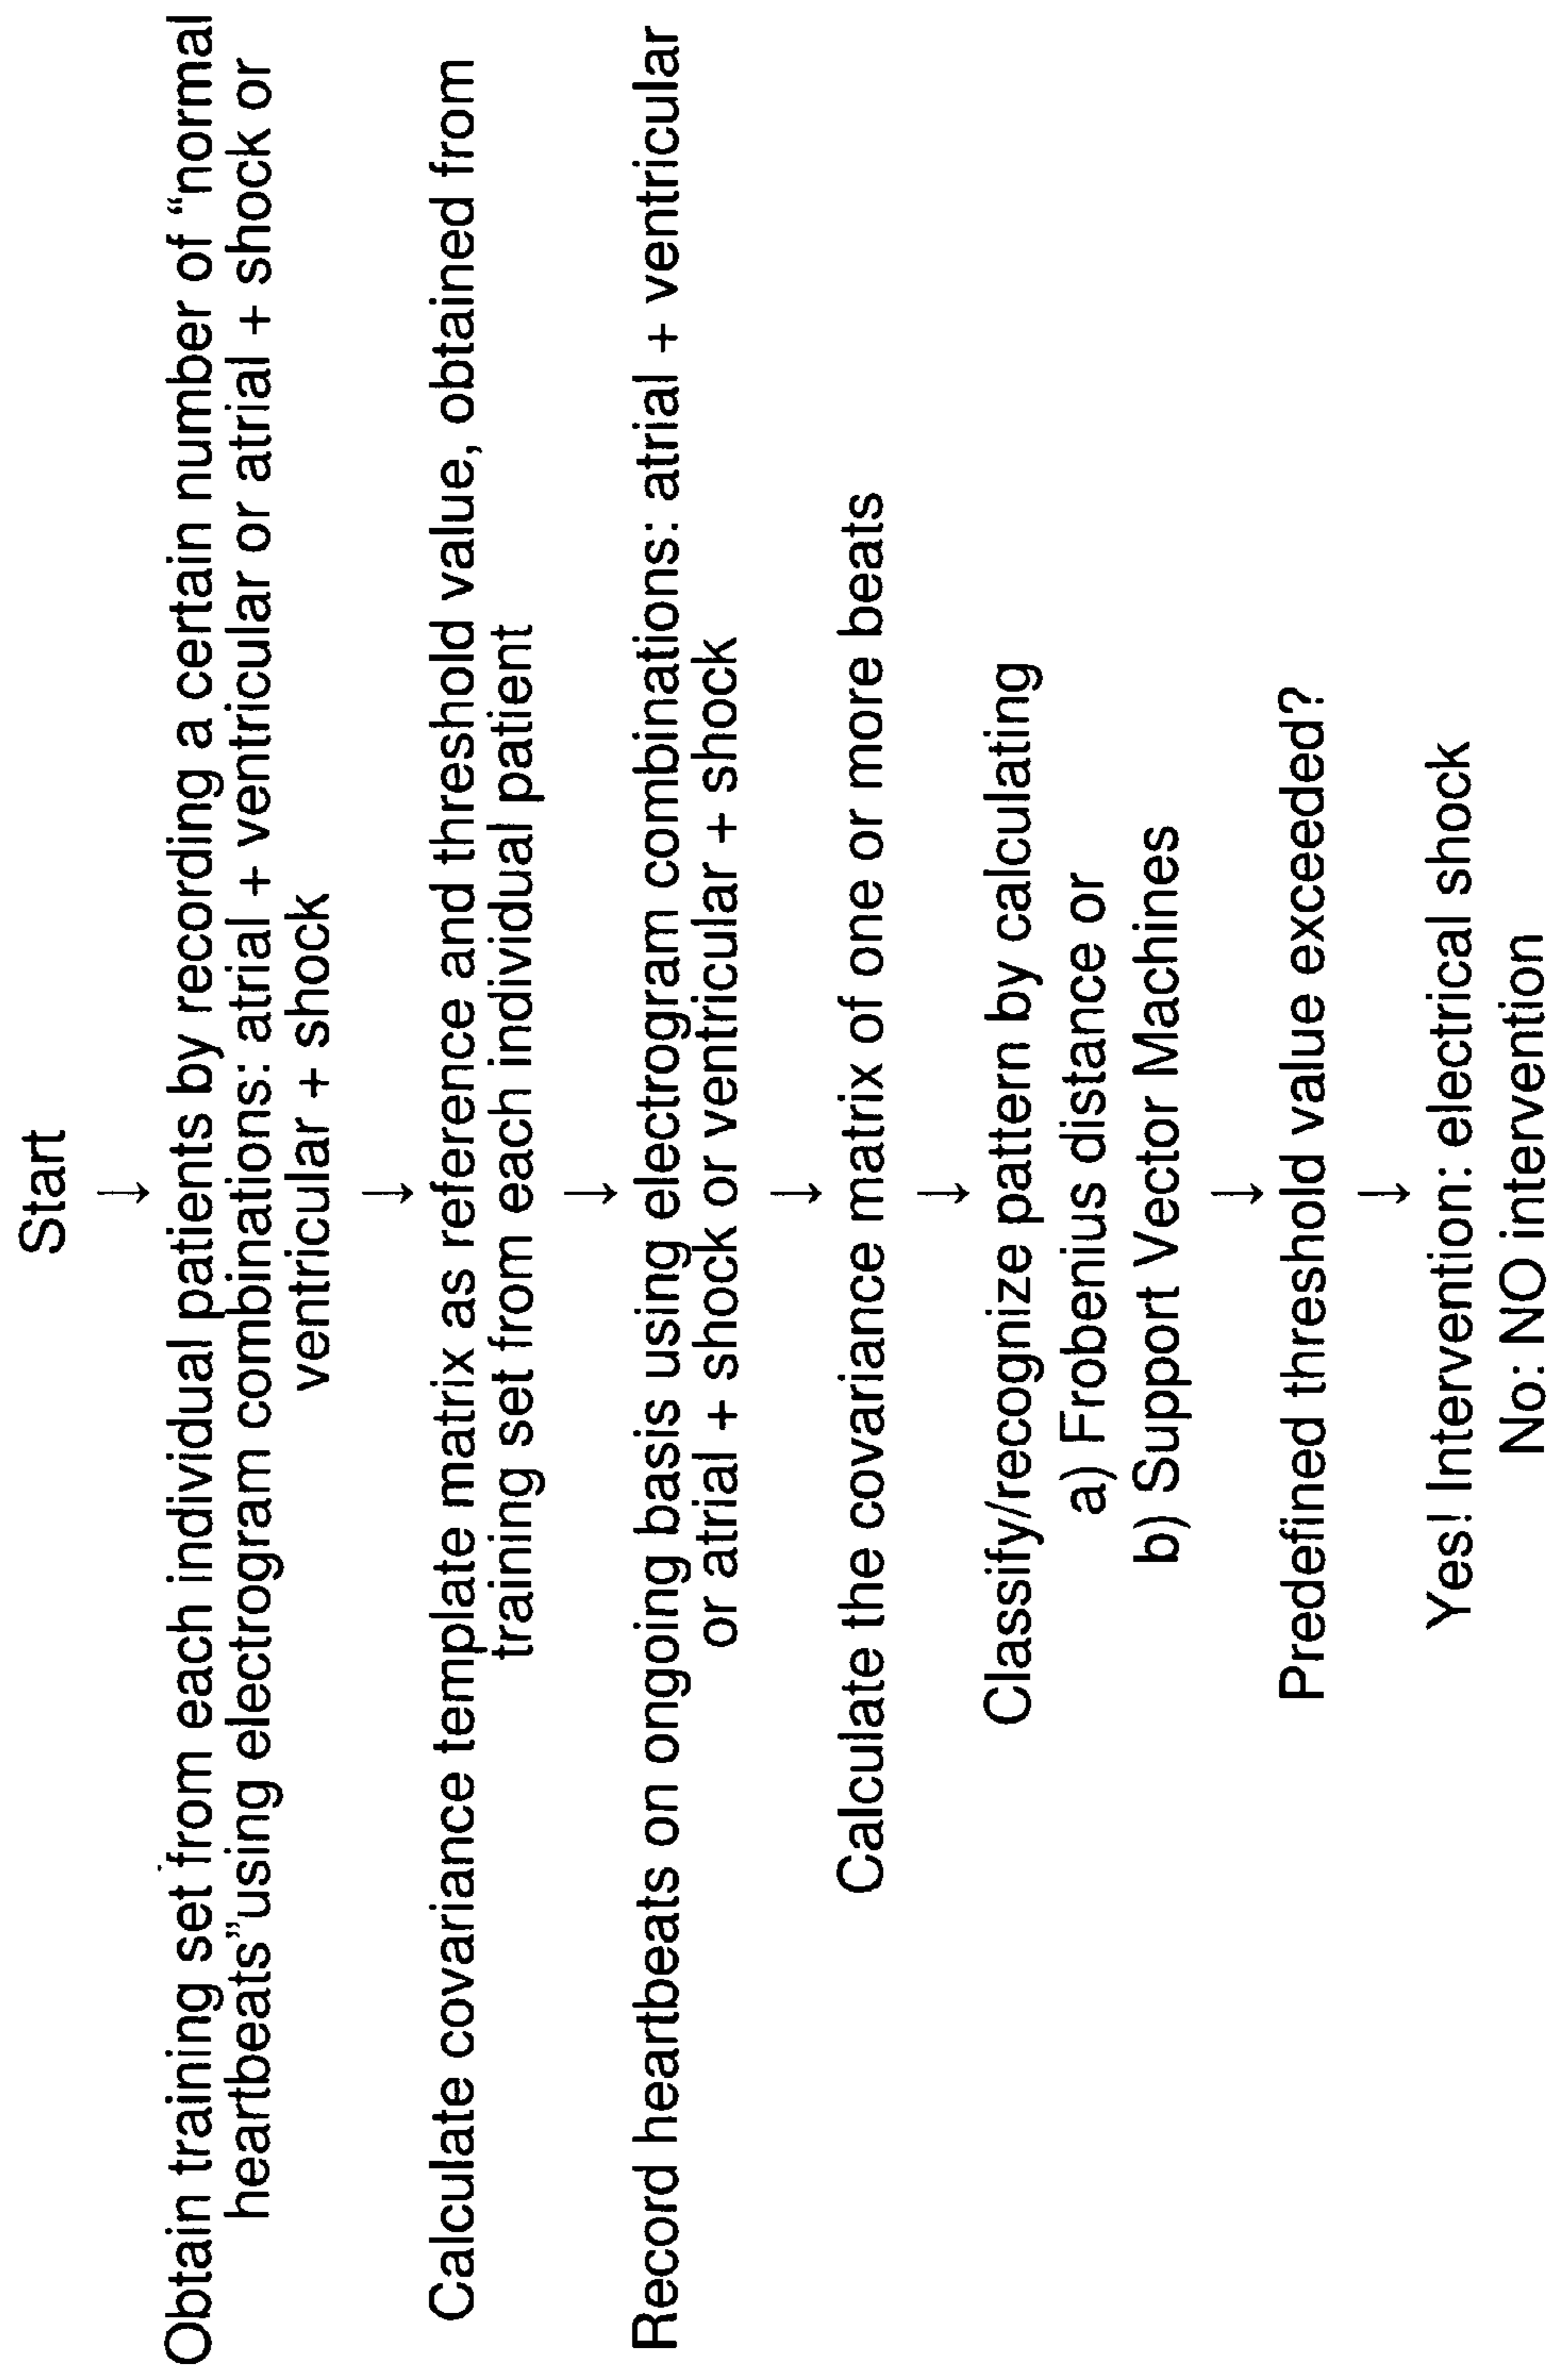 Start
↓
Obtain training set from each individual patients by recording a certain number of “normal
heartbeats”using electrogram combinations: atrial + ventricular or atrial + shock or
ventricular + shock
↓
Calculate covariance template matrix as reference and threshold value, obtained from
training set from each individual patient
↓
Record heartbeats on ongoing basis using electrogram combinations: atrial + ventricular
or atrial + shock or ventricular + shock
↓
Calculate the covariance matrix of one or more beats
↓
Classify/recognize pattern by calculating
a) Frobenius distance or
b) Support Vector Machines
↓
Predefined threshold value exceeded?
↓
Yes! Intervention: electrical shock
No: NO intervention